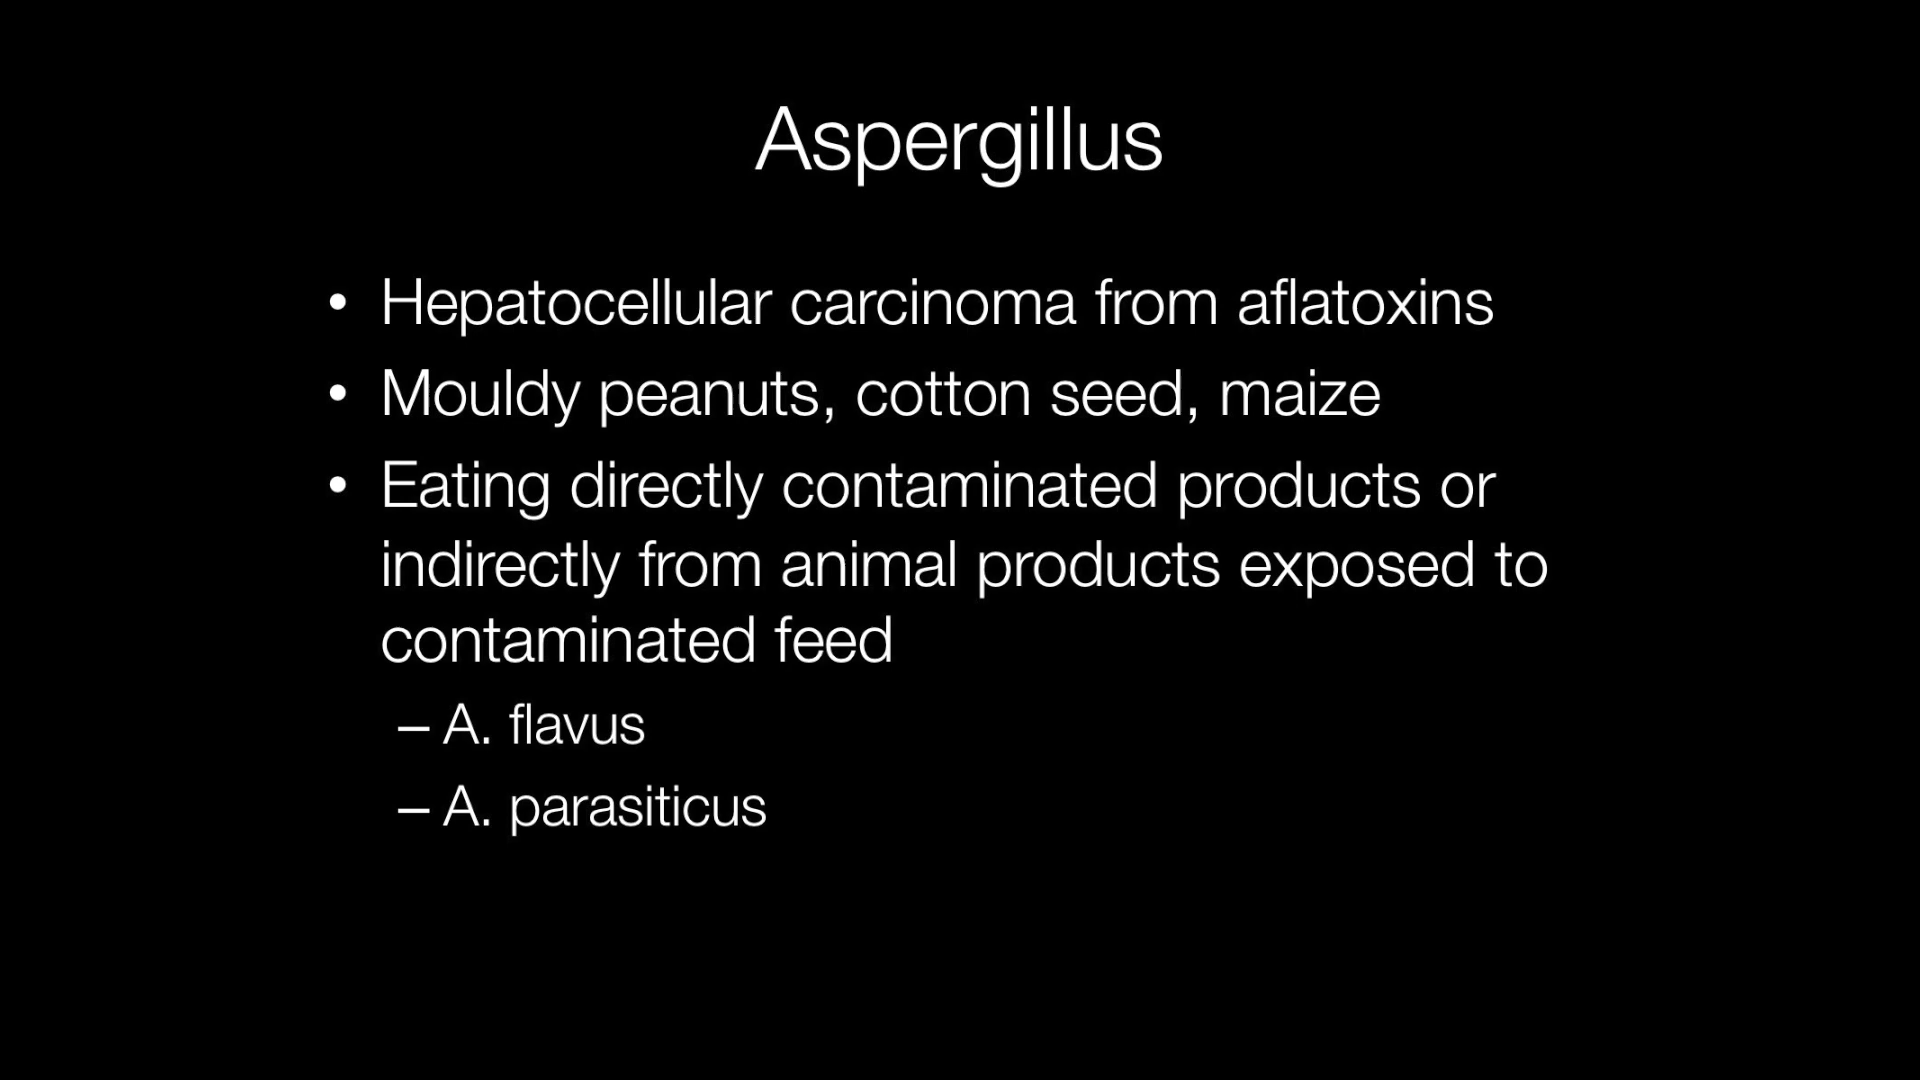 Aspergillus
• Hepatocellular carcinoma from aflatoxins
• Mouldy peanuts, cotton seed, maize
• Eating directly contaminated products or
indirectly from animal products exposed to
contaminated feed
– A. flavus
– A. parasiticus